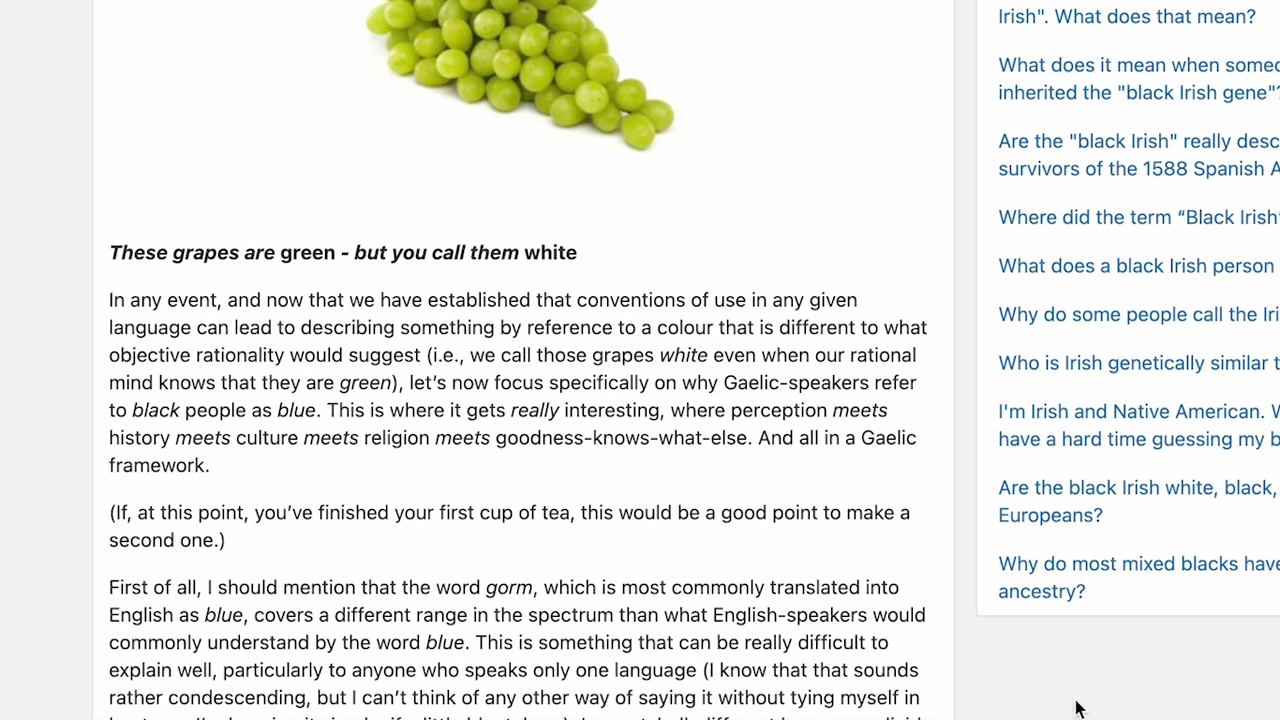 These grapes are green - but you call them white
In any event, and now that we have established that conventions of use in any given
language can lead to describing something by reference to a colour that is different to what
objective rationality would suggest (i.e., we call those grapes white even when our rational
mind knows that they are green), let’s now focus specifically on why Gaelic-speakers refer
to black people as blue. This is where it gets really interesting, where perception meets
history meets culture meets religion meets goodness-knows-what-else. And all in a Gaelic
framework.
(If, at this point, you’ve finished your first cup of tea, this would be a good point to make a
second one.)
First of all, I should mention that the word gorm, which is most commonly translated into
English as blue, covers a different range in the spectrum than what English-speakers would
commonly understand by the word blue. This is something that can be really difficult to
explain well, particularly to anyone who speaks only one language (I know that that sounds
rather condescending, but I can’t think of any other way of saying it without tying myself in
Irish". What does that mean?
What does it mean when
inherited the "black Irish gene"?
Are the "black Irish" really
survivors of the 1588 Spanish
Where did the term “Black Irish”
What does a black Irish person
Why do some people call the
Who is Irish genetically similar
I'm Irish and Native American.
have a hard time guessing my
Are the black Irish white, black,
Europeans?
Why do most mixed blacks have
ancestry?